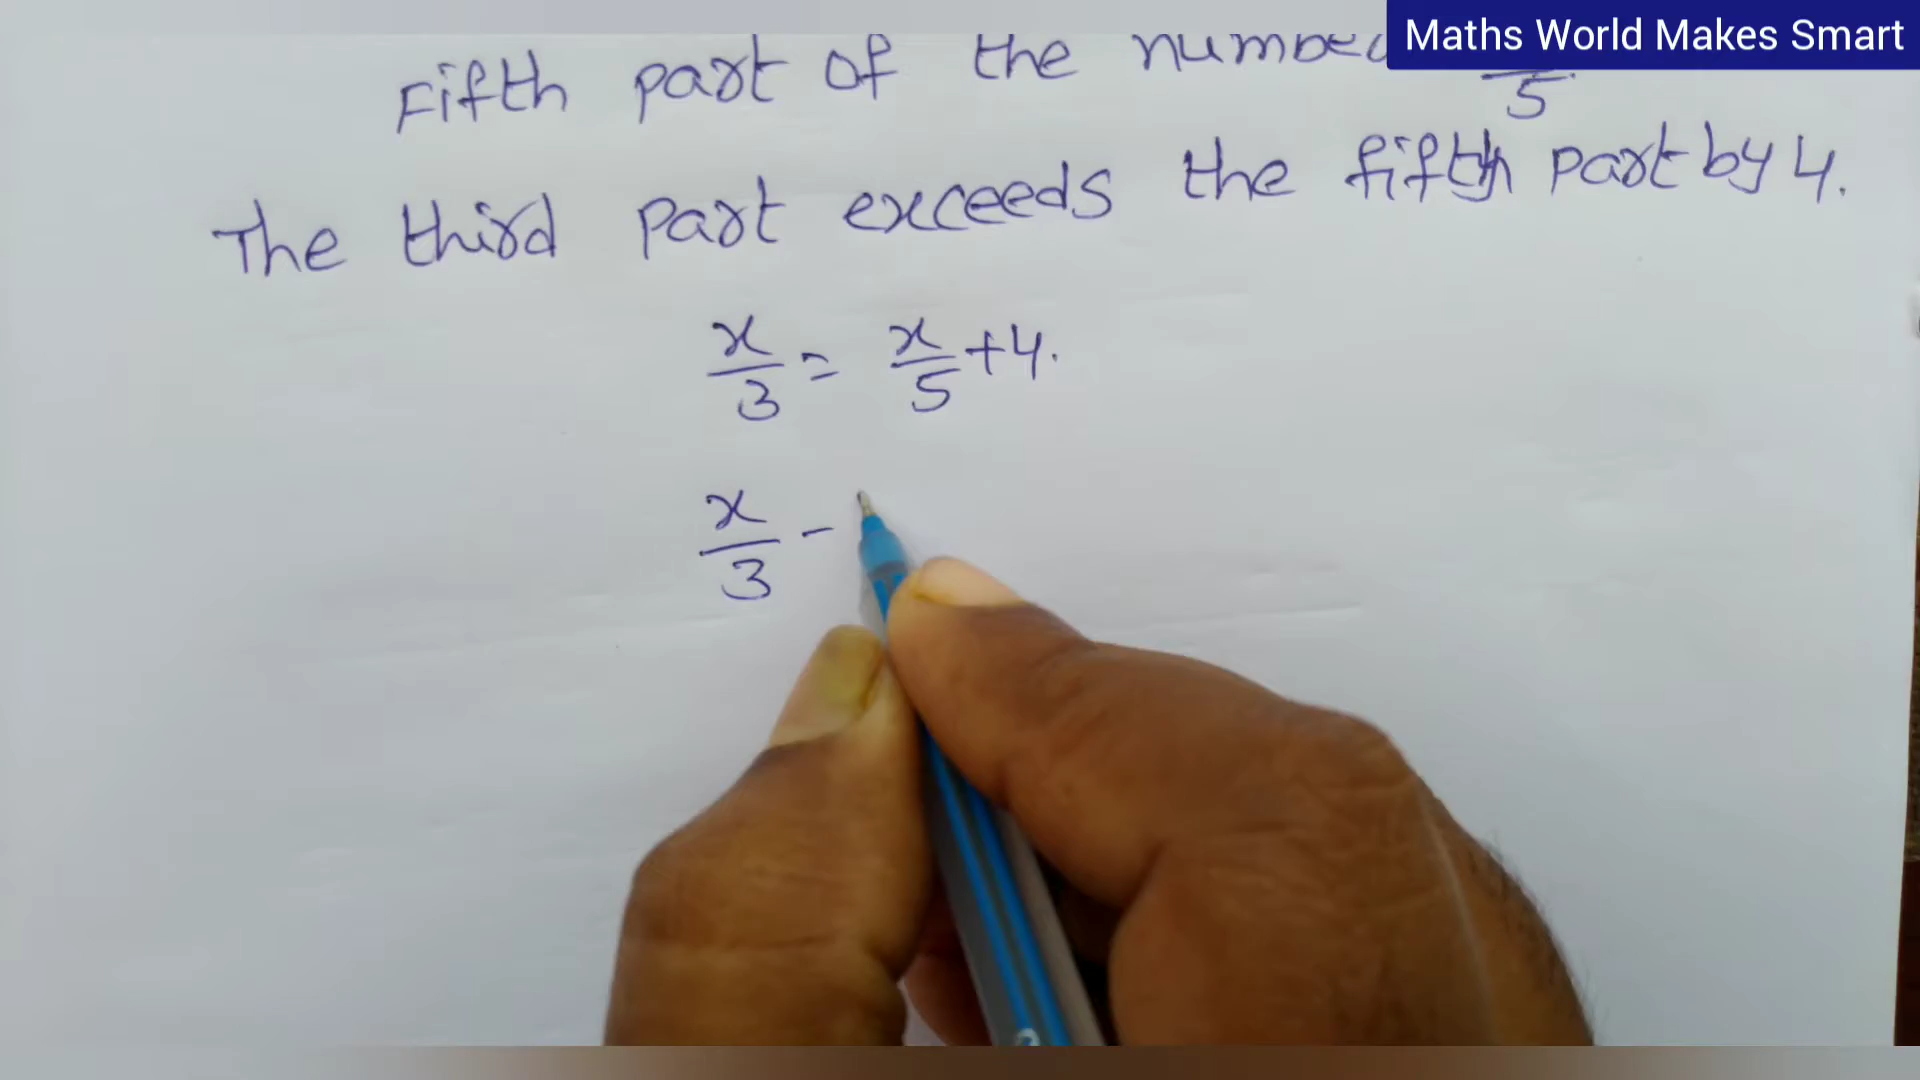 Maths World Makes Smart
Fifth part of the number
5
The third part exceeds the fifth part by 4.
x/3 = x/5 + 4.
x/3 -